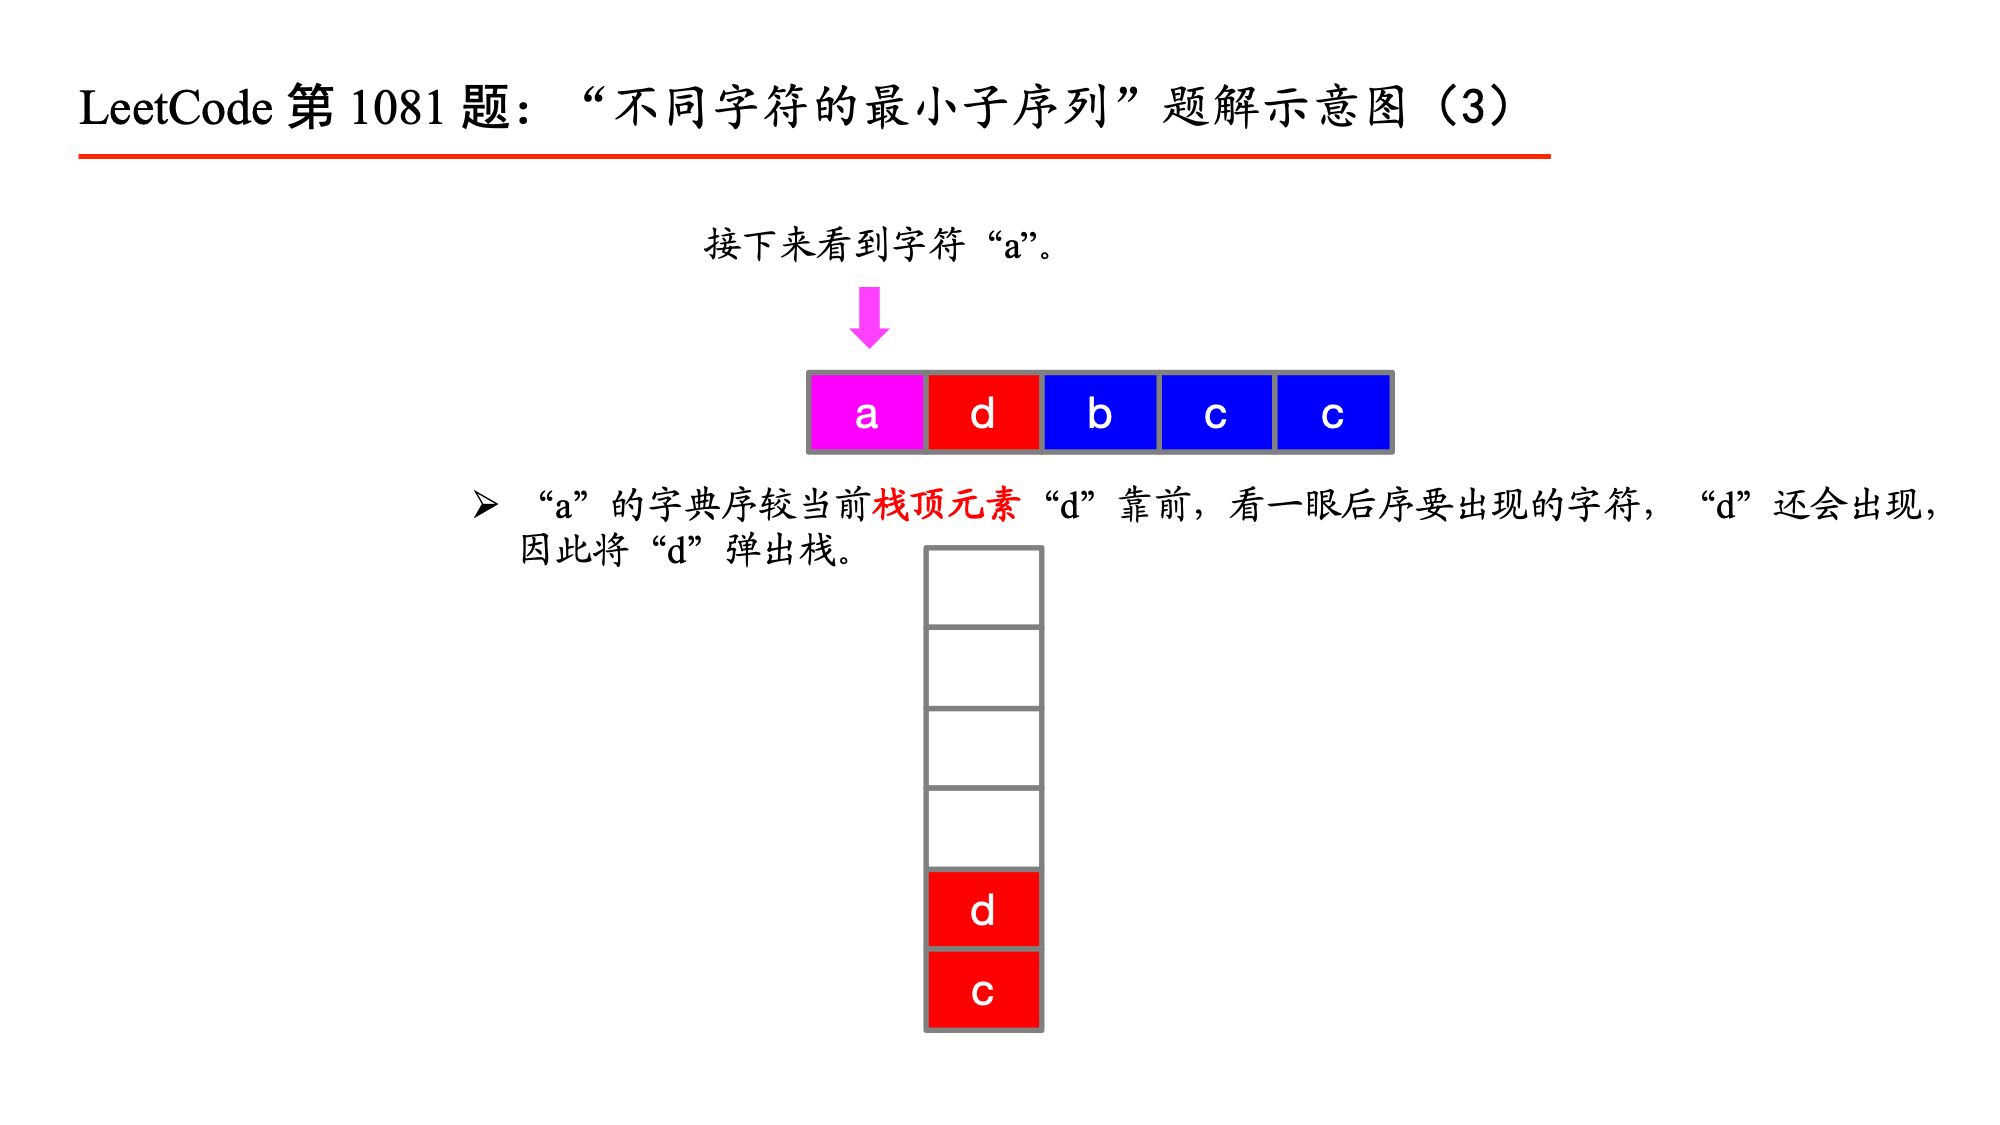 LeetCode 第 1081 题：“不同字符的最小子序列”题解示意图（3）
接下来看到字符“a”。
a d b c c
➢ “a”的字典序较当前栈顶元素“d”靠前，看一眼后序要出现的字符，“d”还会出现，
因此将“d”弹出栈。
d
c